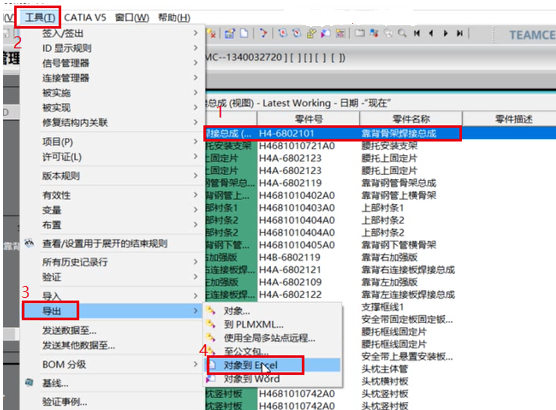 (V) 工具(T) CATIA V5 窗口(W) 帮助(H)
2
TEAMCE
管理
MC--1340032720 ] [ ][ ][ ] [ ])
签入/签出
ID 显示规则
信号管理器
连接管理器
被实施
被实现
修复结构内关联
项目(P)
许可证(L)
版本规则
有效性
变量
布置
查看/设置用于展开的结束规则
所有历史记录行
验证
导入
3
导出
发送数据至...
发送其他数据至...
BOM 分级
基线...
验证事例...
总成 (视图) - Latest Working - 日期 -“现在”
1
零件号 零件名称 零件描述
焊接总成 (... H4-6802101 靠背骨架焊接总成
托安装支架 H4681010721A0 腰托安装支架
上固定片 H4A-6802123 腰托上固定片
上固定片 H4A-6802123 腰托上固定片
钢管骨架总... H4A-6802119 靠背钢管骨架总成
背钢管上... H4681010402A0 靠背钢管上横骨架
部衬条1 H4681010403A0 上部衬条1
部衬条2 H4681010404A0 上部衬条2
部衬条2 H4681010404A0 上部衬条2
背钢下管... H4681010405A0 靠背钢下管横骨架
右加强版 H4B-6802119 靠背右加强版
右连接板焊... H4A-6802121 靠背右连接板焊接总成
左加强版 H4A-6802109 靠背左加强版
左连接板焊... H4A-6802122 靠背左连接板焊接总成
支撑框线1
安全带固定板固定钣...
腰托框线固定片
腰托框线固定片
安全带上悬置安装板...
头枕主体管
头枕横衬板
枕竖衬板 H4681010742A0 头枕竖衬板
枕竖衬板 H4681010742A0 头枕竖衬板
对象...
到 PLMXML...
使用全局多站点远程...
至公文包...
4
对象到 Excel
对象到 Word
靠背